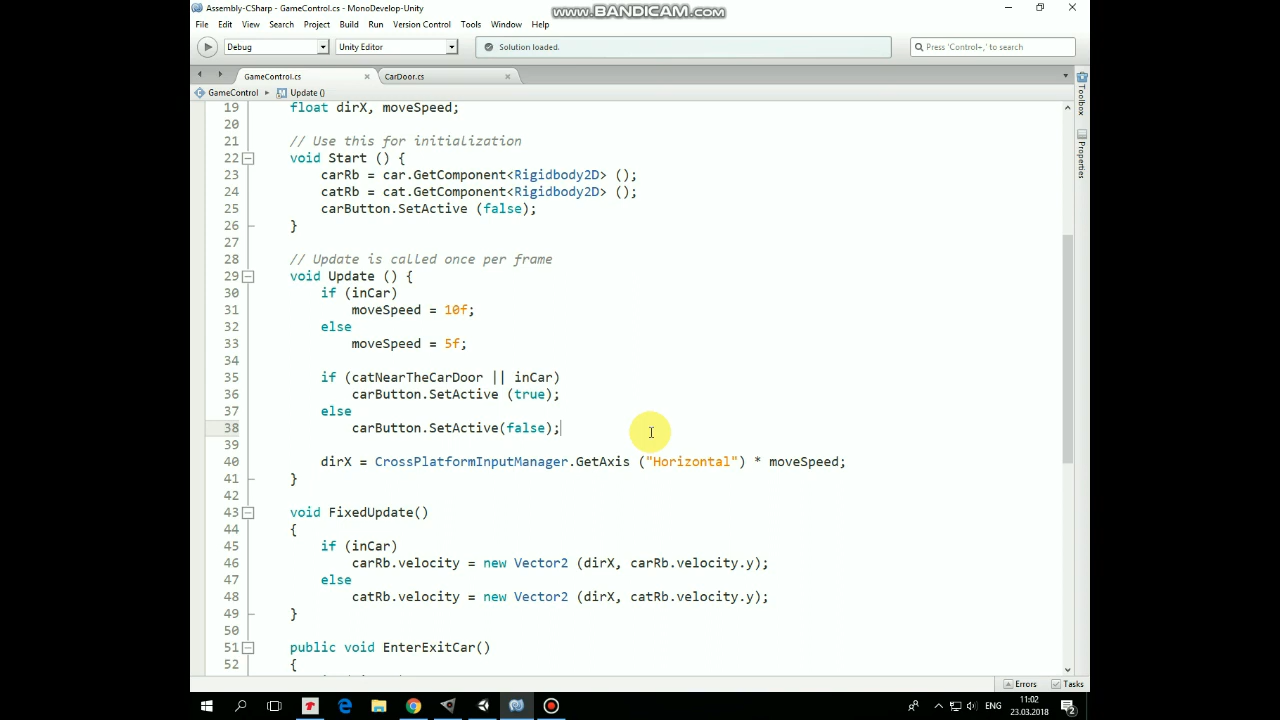 Assembly-CSharp - GameControl.cs - MonoDevelop-Unity
www.BANDICAM.com
File Edit View Search Project Build Run Version Control Tools Window Help
Debug Unity Editor Solution loaded. Press 'Control+,' to search
GameControl.cs CarDoor.cs
GameControl Update ()
19 float dirX, moveSpeed;
20
21 // Use this for initialization
22 void Start () {
23 carRb = car.GetComponent<Rigidbody2D> ();
24 catRb = cat.GetComponent<Rigidbody2D> ();
25 carButton.SetActive (false);
26 }
27
28 // Update is called once per frame
29 void Update () {
30 if (inCar)
31 moveSpeed = 10f;
32 else
33 moveSpeed = 5f;
34
35 if (catNearTheCarDoor || inCar)
36 carButton.SetActive (true);
37 else
38 carButton.SetActive(false);
39
40 dirX = CrossPlatformInputManager.GetAxis ("Horizontal") * moveSpeed;
41 }
42
43 void FixedUpdate()
44 {
45 if (inCar)
46 carRb.velocity = new Vector2 (dirX, carRb.velocity.y);
47 else
48 catRb.velocity = new Vector2 (dirX, catRb.velocity.y);
49 }
50
51 public void EnterExitCar()
52 {
Toolbox
Properties
Errors Tasks
ENG
11:02
23.03.2018
2